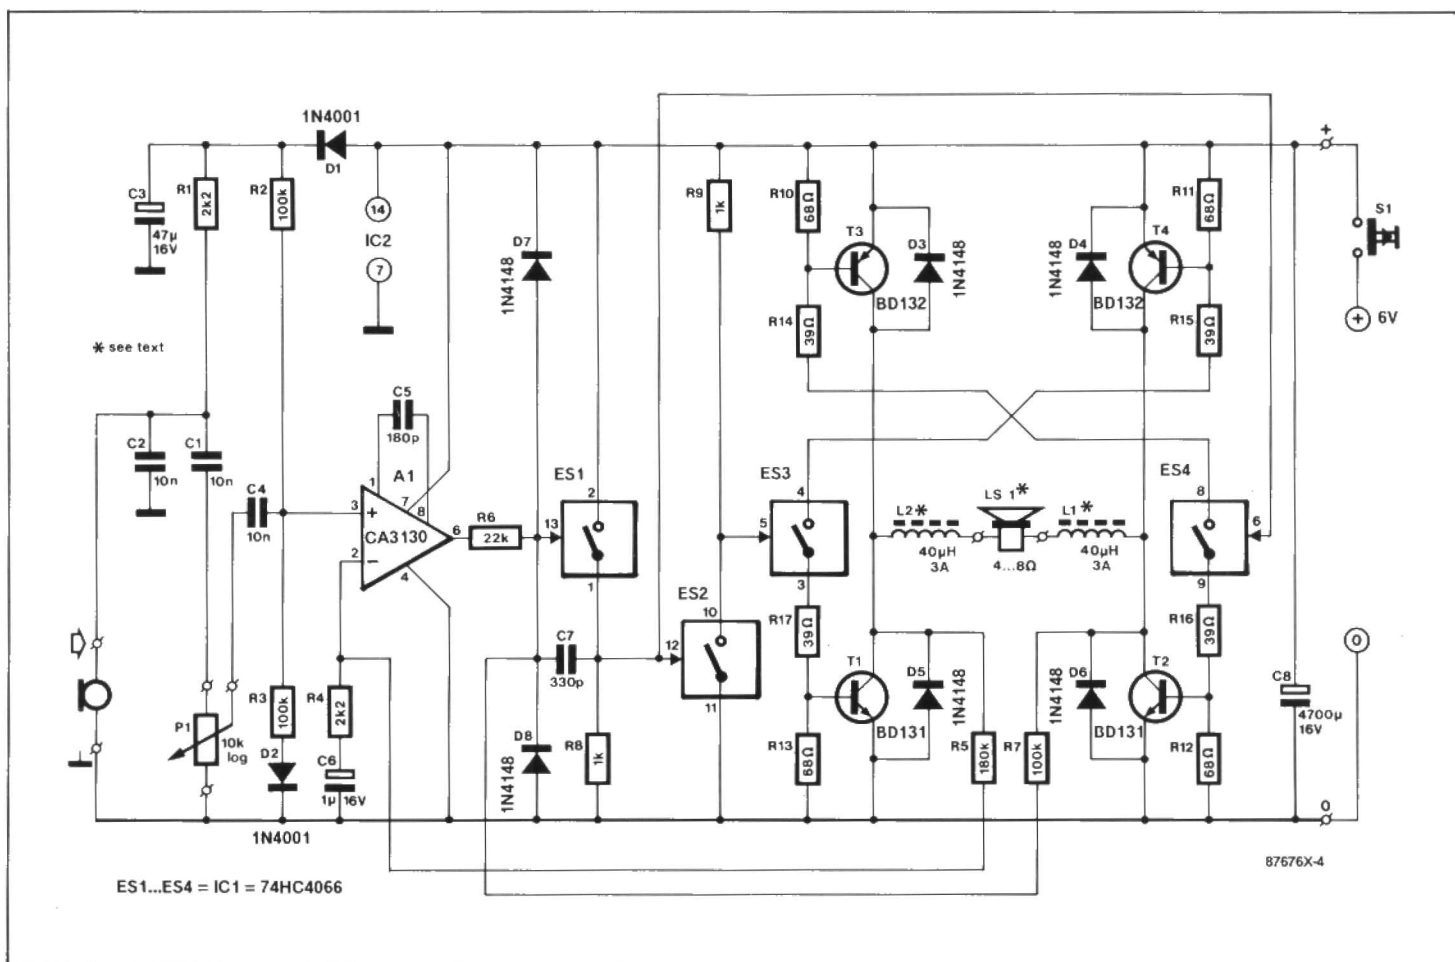 1N4001
D1
+
C3
47µ
16V
R1
2k2
R2
100k
14
IC2
7
D7
1N4148
R9
1k
R10
68Ω
T3
BD132
D3
1N4148
D4
1N4148
T4
BD132
R11
68Ω
S1
+ 6V
R14
39Ω
R15
39Ω
* see text
C2
10n
C1
10n
C4
10n
C5
180p
A1
1
7
8
3
+
CA3130
2
−
6
4
R6
22k
ES1
13
2
1
ES3
5
4
3
L2*
40µH
3A
LS 1*
4...8Ω
L1*
40µH
3A
ES4
8
6
9
ES2
10
12
11
C7
330p
R17
39Ω
R16
39Ω
P1
10k
log
R3
100k
D2
1N4001
R4
2k2
C6
1µ 16V
D8
1N4148
R8
1k
T1
BD131
D5
1N4148
R13
68Ω
R5
180k
R7
100k
D6
1N4148
T2
BD131
R12
68Ω
C8
4700µ
16V
0
0
87676X-4
ES1...ES4 = IC1 = 74HC4066